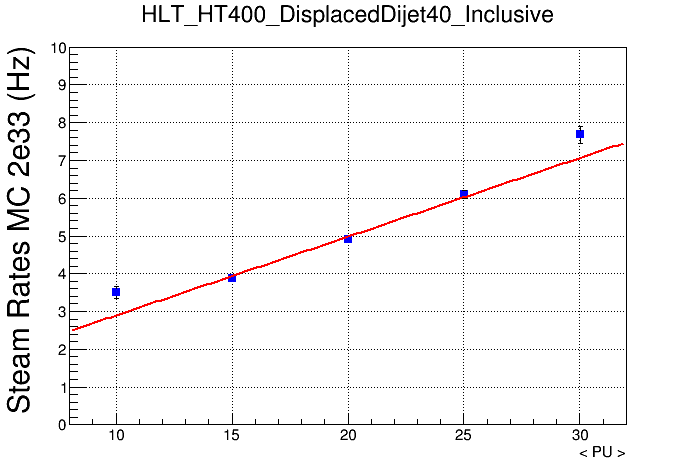 HLT_HT400_DisplacedDijet40_Inclusive
Steam Rates MC 2e33 (Hz)
10
9
8
7
6
5
4
3
2
1
0
10 15 20 25 30
< PU >